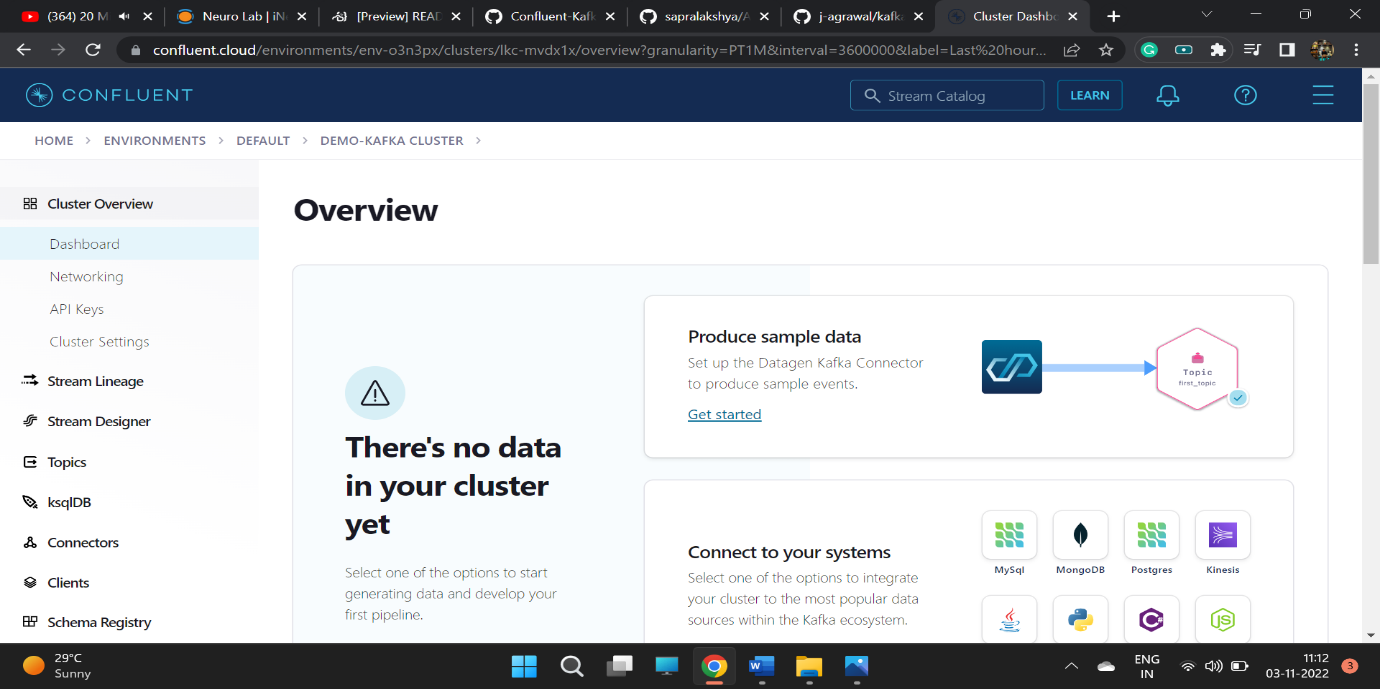 (364) 20 M
Neuro Lab | iNe
[Preview] READ
Confluent-Kafk
sapralakshya/A
j-agrawal/kafka
Cluster Dashbo
confluent.cloud/environments/env-o3n3px/clusters/lkc-mvdx1x/overview?granularity=PT1M&interval=3600000&label=Last%20hour...
CONFLUENT
Stream Catalog
LEARN
HOME > ENVIRONMENTS > DEFAULT > DEMO-KAFKA CLUSTER >
Cluster Overview
Dashboard
Networking
API Keys
Cluster Settings
Stream Lineage
Stream Designer
Topics
ksqlDB
Connectors
Clients
Schema Registry
Overview
There's no data
in your cluster
yet
Select one of the options to start
generating data and develop your
first pipeline.
Produce sample data
Set up the Datagen Kafka Connector
to produce sample events.
Get started
Topic
first_topic
Connect to your systems
Select one of the options to integrate
your cluster to the most popular data
sources within the Kafka ecosystem.
MySql
MongoDB
Postgres
Kinesis
JS
29°C
Sunny
ENG
IN
11:12
03-11-2022
3